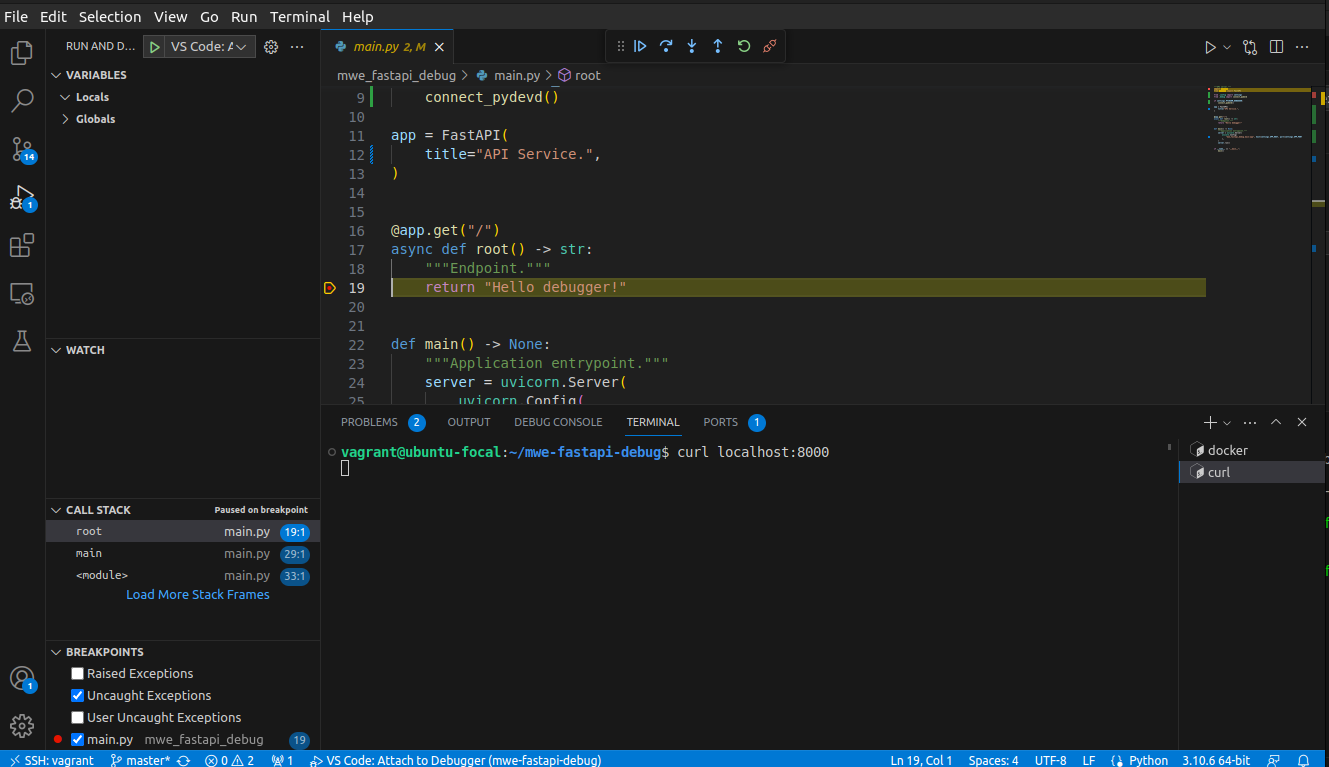 File Edit Selection View Go Run Terminal Help
RUN AND D... VS Code: A
VARIABLES
Locals
Globals
14
1
WATCH
CALL STACK Paused on breakpoint
root main.py 19:1
main main.py 29:1
<module> main.py 33:1
Load More Stack Frames
BREAKPOINTS
Raised Exceptions
Uncaught Exceptions
User Uncaught Exceptions
main.py mwe_fastapi_debug 19
1
main.py 2, M
mwe_fastapi_debug > main.py > root
9 connect_pydevd()
10
11 app = FastAPI(
12 title="API Service.",
13 )
14
15
16 @app.get("/")
17 async def root() -> str:
18 """Endpoint."""
19 return "Hello debugger!"
20
21
22 def main() -> None:
23 """Application entrypoint."""
24 server = uvicorn.Server(
25 uvicorn.Config(
PROBLEMS 2 OUTPUT DEBUG CONSOLE TERMINAL PORTS 1
vagrant@ubuntu-focal:~/mwe-fastapi-debug$ curl localhost:8000
docker
curl
SSH: vagrant master* 0 2 1 VS Code: Attach to Debugger (mwe-fastapi-debug) Ln 19, Col 1 Spaces: 4 UTF-8 LF Python 3.10.6 64-bit